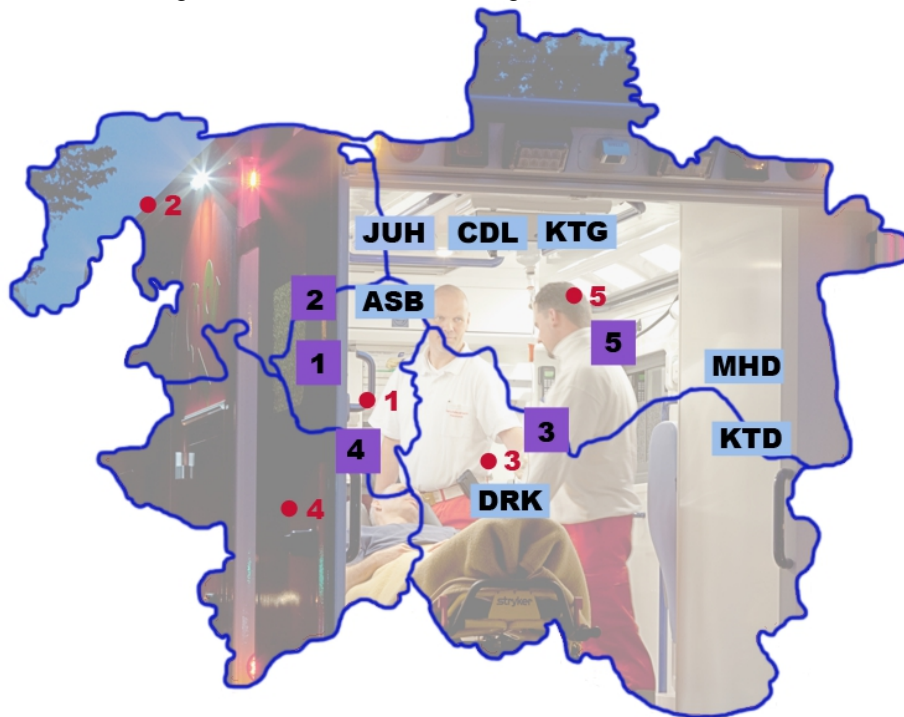 2
JUH CDL KTG
2 ASB 5
1 5
MHD
1
4 3 KTD
3
4 DRK
stryker